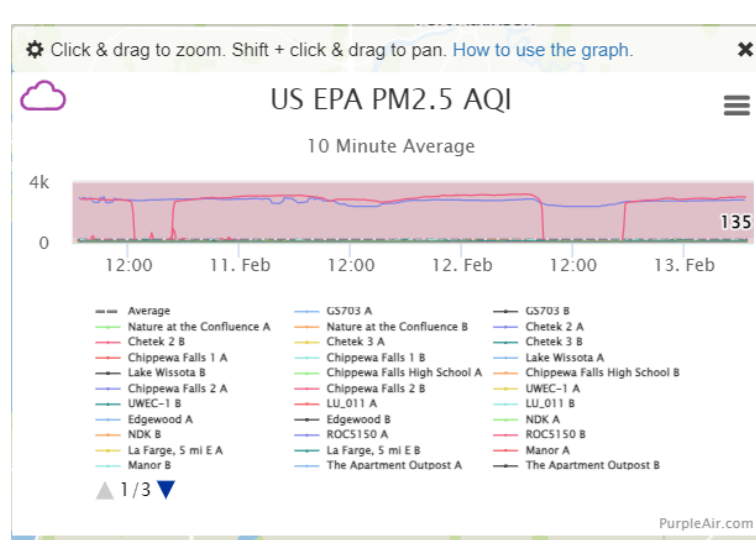 Click & drag to zoom. Shift + click & drag to pan. How to use the graph.
US EPA PM2.5 AQI
10 Minute Average
4k
135
0
12:00 11. Feb 12:00 12. Feb 12:00 13. Feb
Average GS703 A GS703 B
Nature at the Confluence A Nature at the Confluence B Chetek 2 A
Chetek 2 B Chetek 3 A Chetek 3 B
Chippewa Falls 1 A Chippewa Falls 1 B Lake Wissota A
Lake Wissota B Chippewa Falls High School A Chippewa Falls High School B
Chippewa Falls 2 A Chippewa Falls 2 B UWEC-1 A
UWEC-1 B LU_011 A LU_011 B
Edgewood A Edgewood B NDK A
NDK B ROC5150 A ROC5150 B
La Farge, 5 mi E A La Farge, 5 mi E B Manor A
Manor B The Apartment Outpost A The Apartment Outpost B
1/3
PurpleAir.com